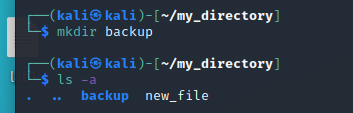 ┌──(kali㉿kali)-[~/my_directory]
└─$ mkdir backup
┌──(kali㉿kali)-[~/my_directory]
└─$ ls -a
.  ..  backup  new_file